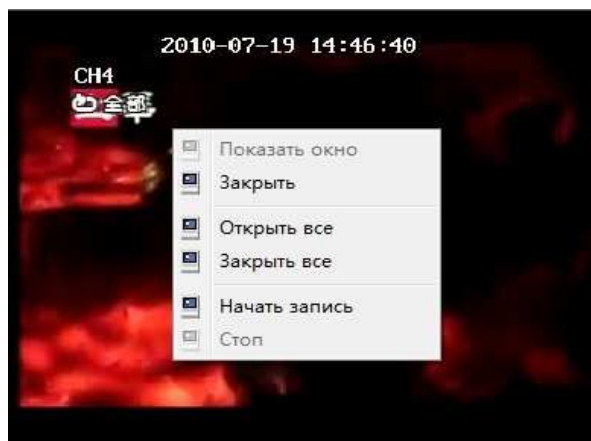 2010-07-19 14:46:40
CH4
全部
Показать окно
Закрыть
Открыть все
Закрыть все
Начать запись
Стоп